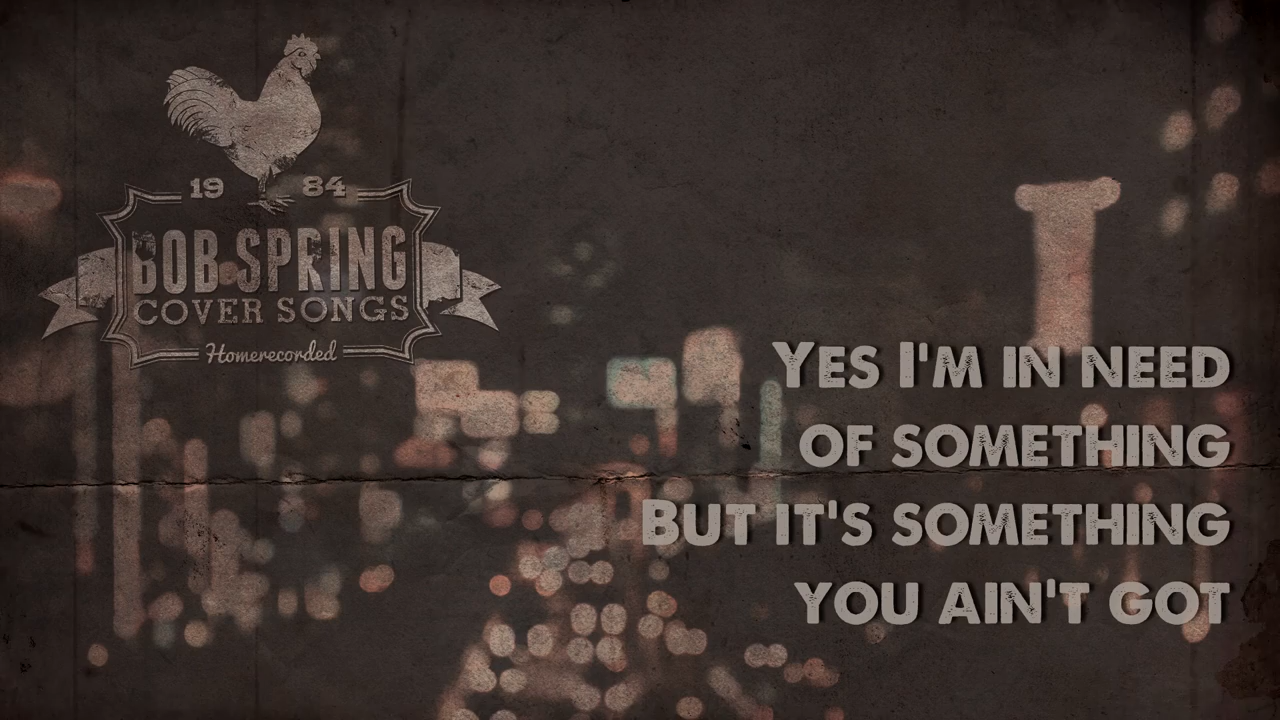 19 84
BOB SPRING
COVER SONGS
Homerecorded
YES I'M IN NEED
OF SOMETHING
BUT IT'S SOMETHING
YOU AIN'T GOT